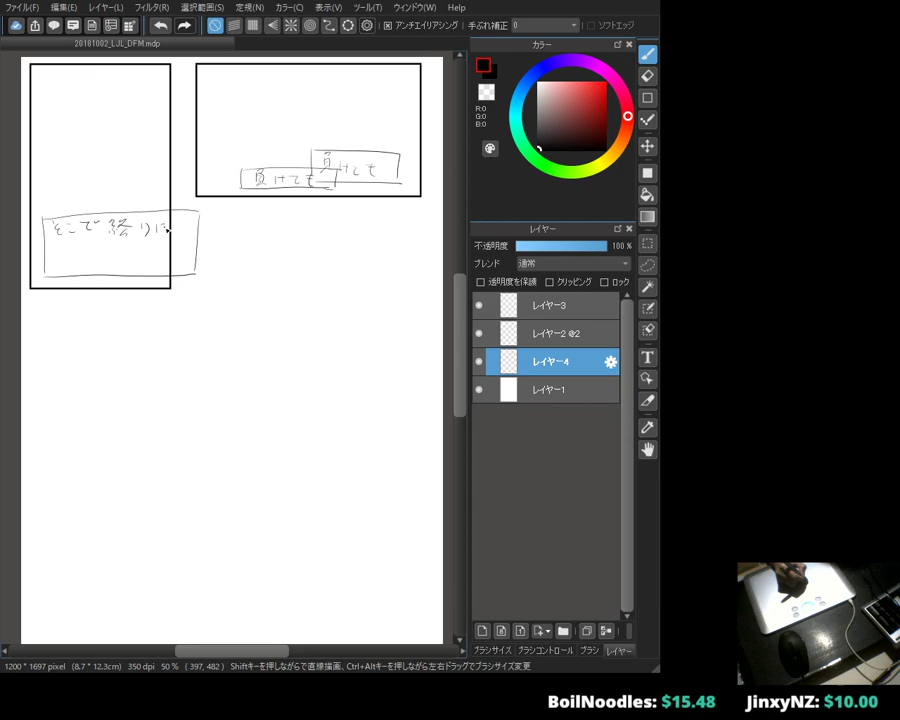 ファイル(F) 編集(E) レイヤー(L) フィルタ(R) 選択範囲(S) 定規(N) カラー(C) 表示(V) ツール(T) ウィンドウ(W) Help
アンチエイリアシング 手ぶれ補正 0 ソフトエッジ
20181002_LJL_DFM.mdp
カラー
R:0
G:0
B:0
負けても
負けても
そこで終りに
レイヤー
不透明度 100 %
ブレンド 通常
透明度を保護 クリッピング ロック
レイヤー3
レイヤー2 @2
レイヤー4
レイヤー1
ブラシサイズ ブラシコントロール ブラシ レイヤー
1200 * 1697 pixel (8.7 * 12.3cm) 350 dpi 50 % ( 397, 482 ) Shiftキーを押しながらで直線描画、Ctrl+Altキーを押しながら左右ドラッグでブラシサイズ変更
BoilNoodles: $15.48 JinxyNZ: $10.00